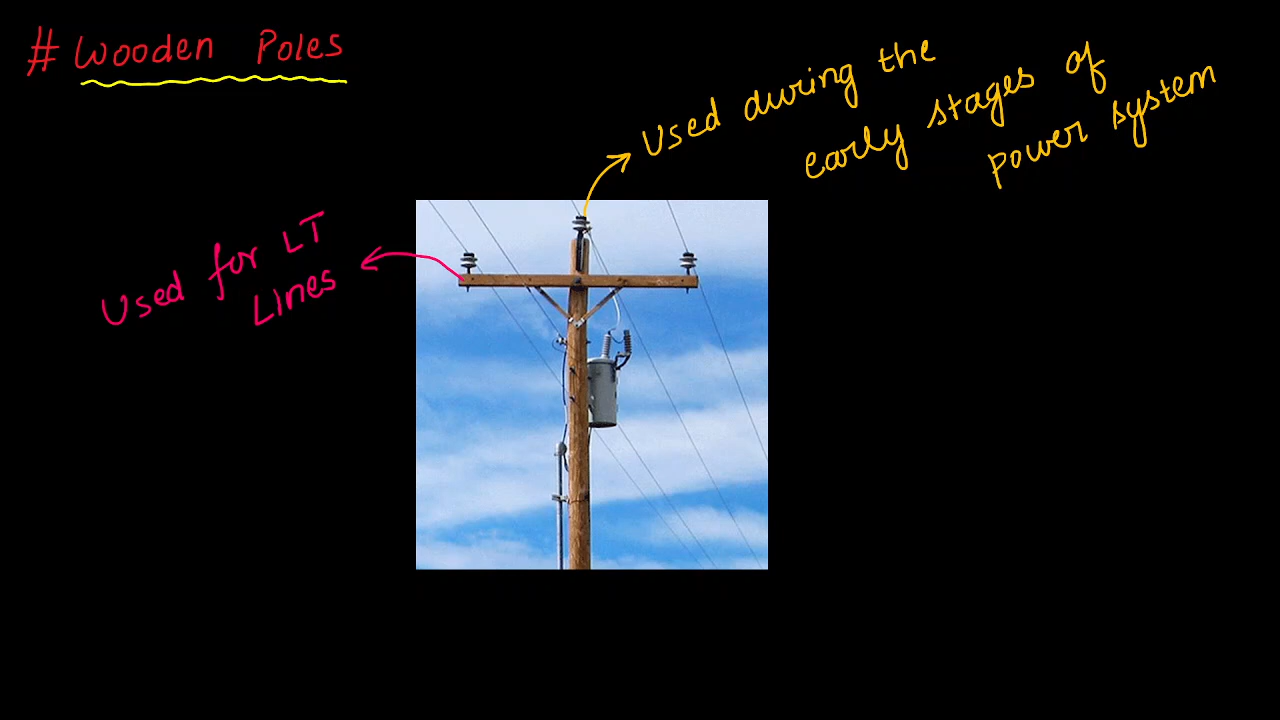 # Wooden Poles
Used during the
early stages of
power system
Used for LT
Lines